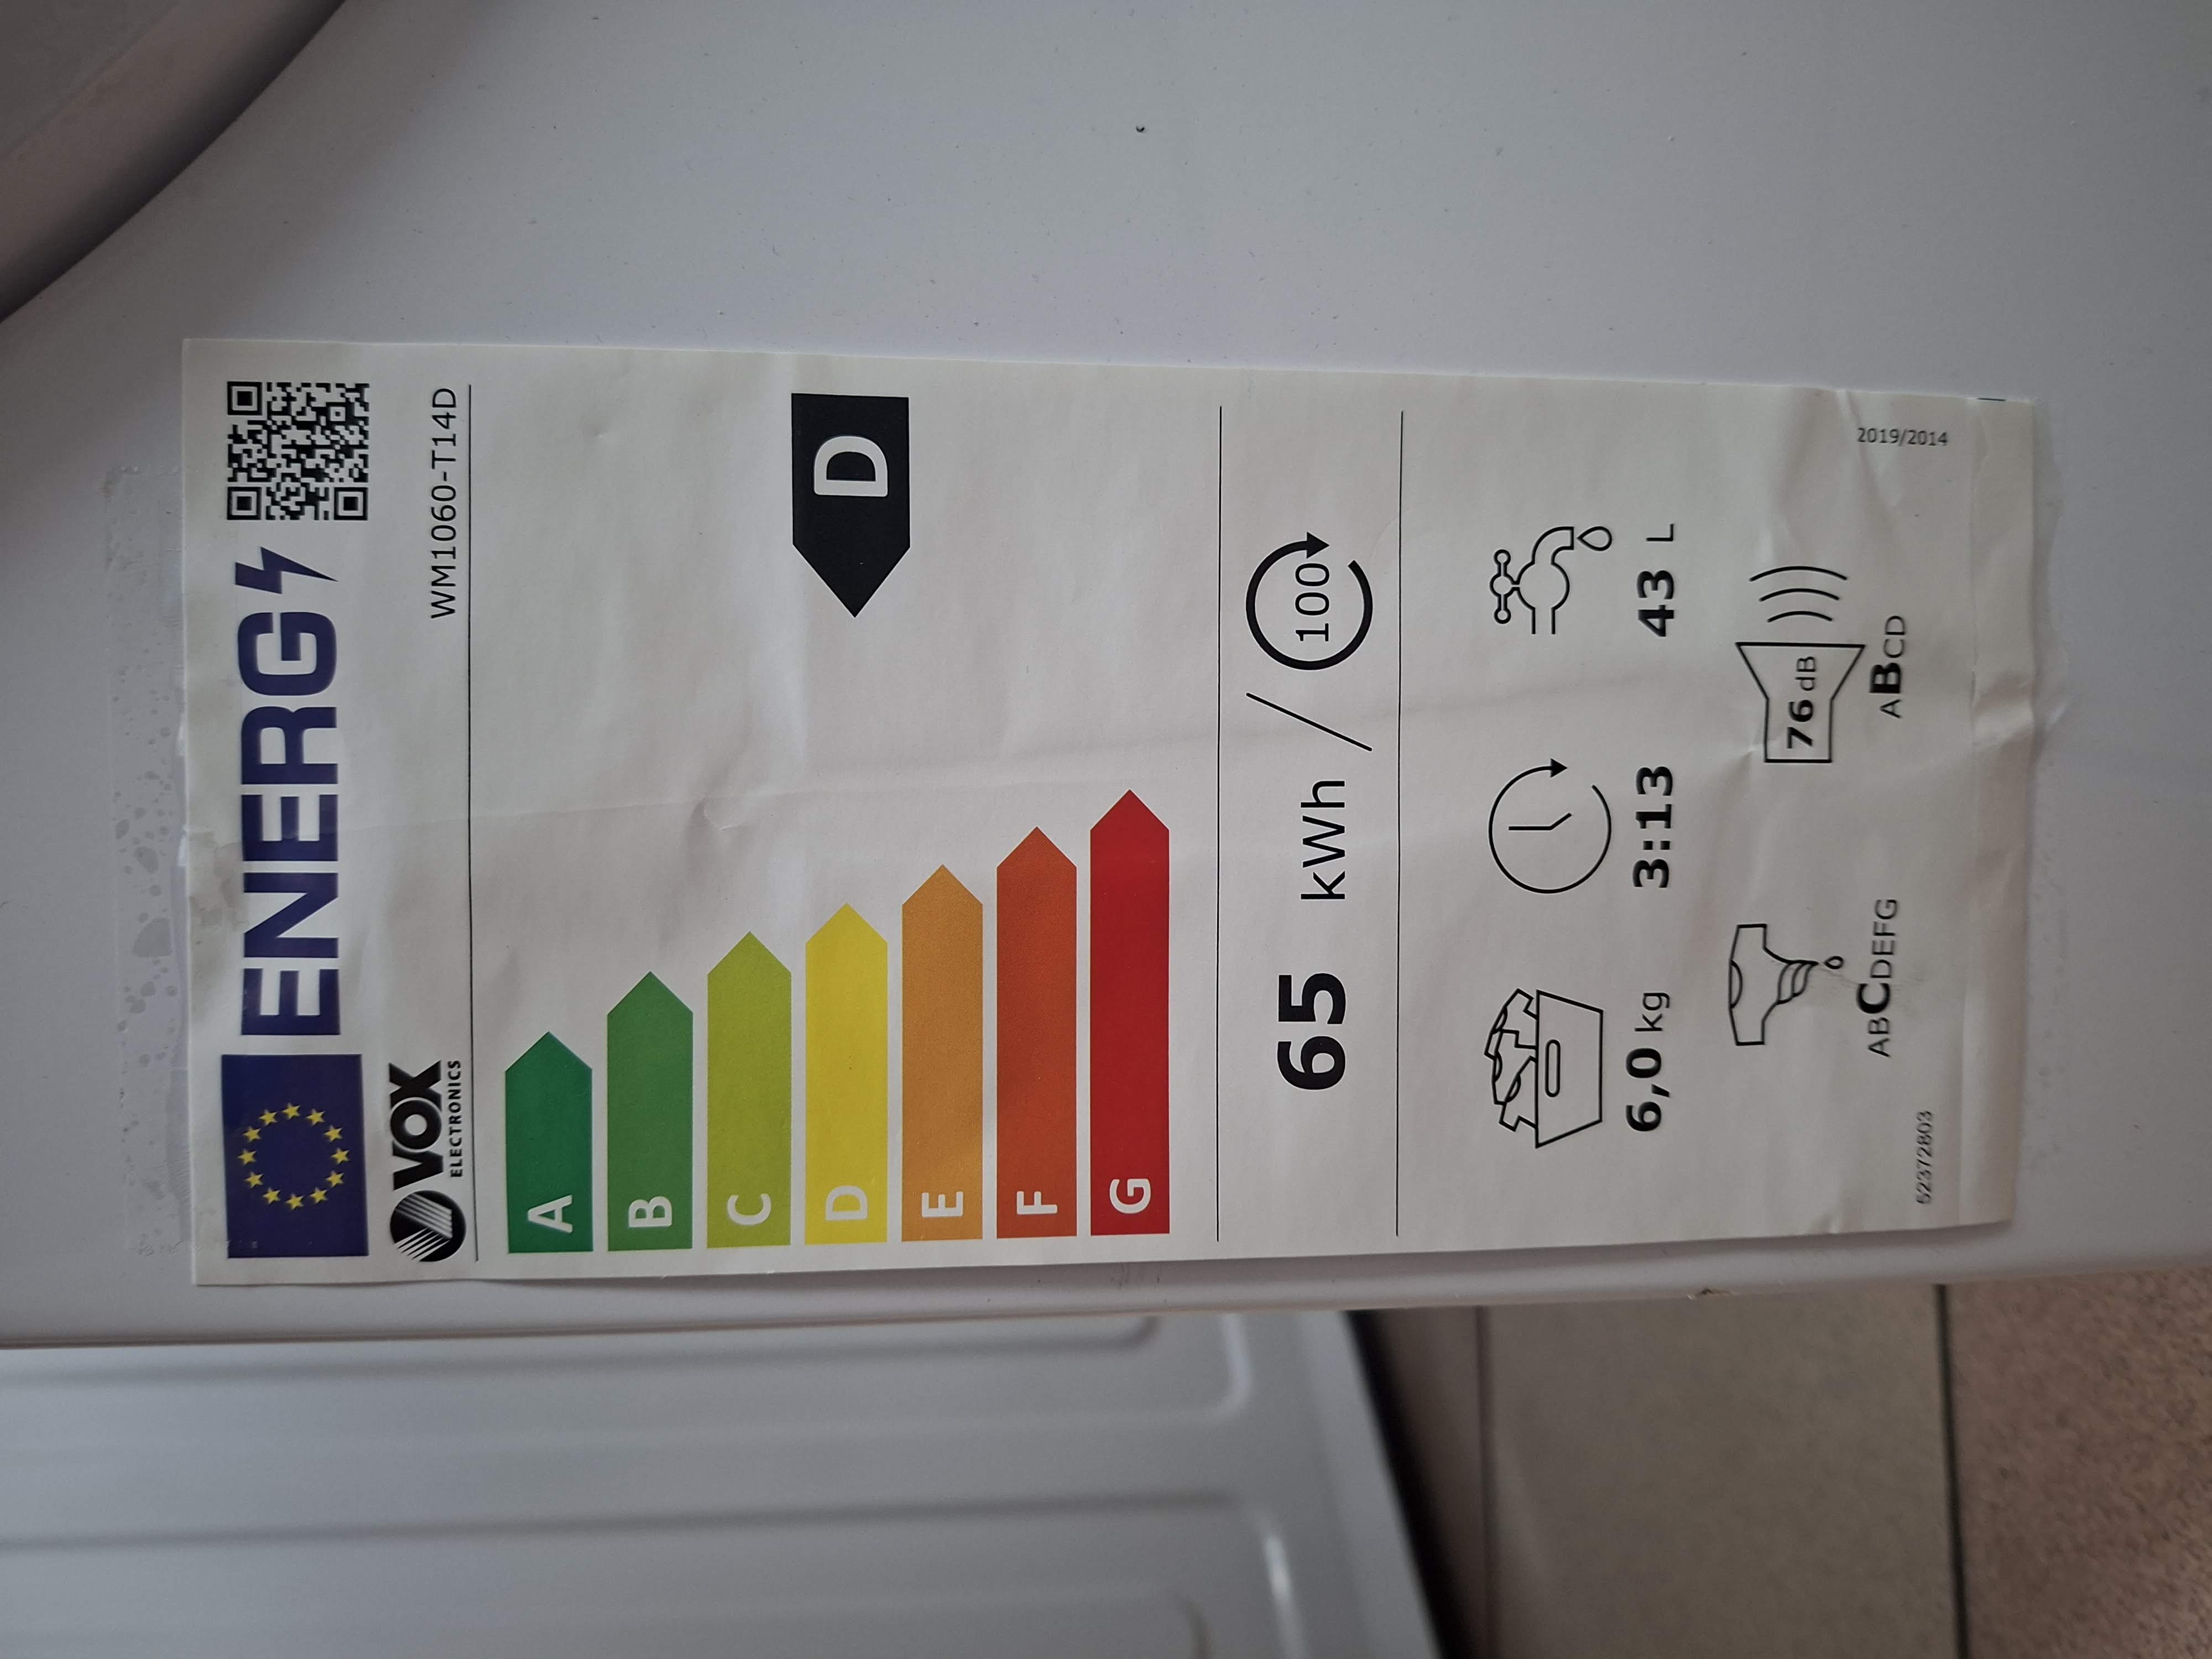 ENERG
VOX
ELECTRONICS
WM1060-T14D
A
B
C
D
D
E
F
G
65 kWh / 100
6,0 kg
3:13
43 L
76 dB
ABCDEFG
ABCD
52372803
2019/2014